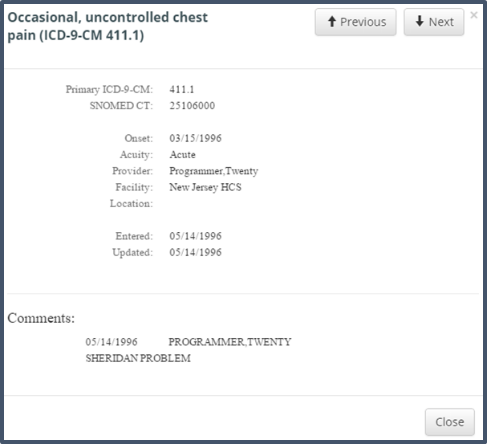 Occasional, uncontrolled chest
pain (ICD-9-CM 411.1)
Previous
Next
×
Primary ICD-9-CM: 411.1
SNOMED CT: 25106000
Onset: 03/15/1996
Acuity: Acute
Provider: Programmer,Twenty
Facility: New Jersey HCS
Location:
Entered: 05/14/1996
Updated: 05/14/1996
Comments:
05/14/1996 PROGRAMMER,TWENTY
SHERIDAN PROBLEM
Close